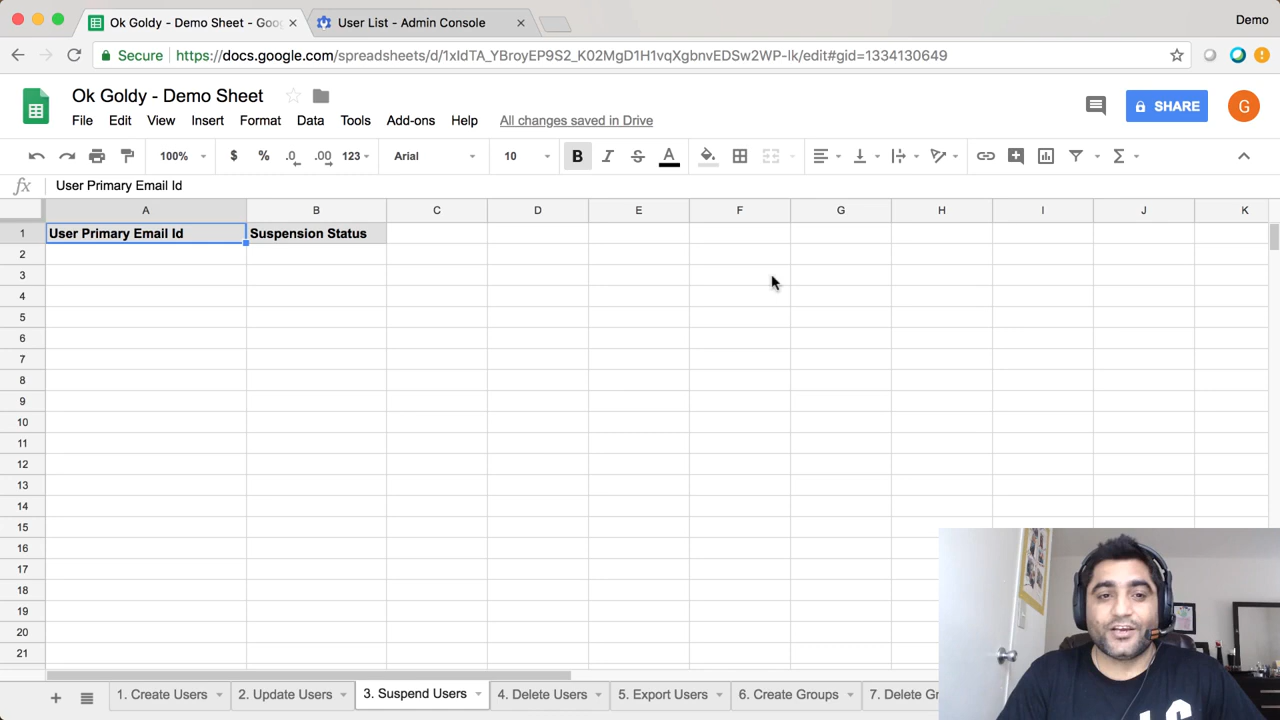 Ok Goldy - Demo Sheet - Goo
User List - Admin Console
Demo
Secure
https://docs.google.com/spreadsheets/d/1xIdTA_YBroyEP9S2_K02MgD1H1vqXgbnvEDSw2WP-lk/edit#gid=1334130649
Ok Goldy - Demo Sheet
SHARE
G
File Edit View Insert Format Data Tools Add-ons Help All changes saved in Drive
100% $ % .0 .00 123 Arial 10 B I S A Σ
fx User Primary Email Id
A B C D E F G H I J K
1 User Primary Email Id Suspension Status
2
3
4
5
6
7
8
9
10
11
12
13
14
15
16
17
18
19
20
21
+ 1. Create Users 2. Update Users 3. Suspend Users 4. Delete Users 5. Export Users 6. Create Groups 7. Delete Gr